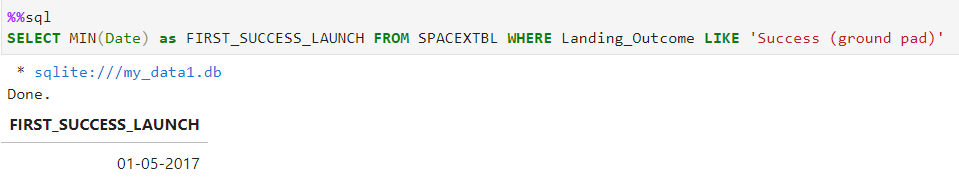 %%sql
SELECT MIN(Date) as FIRST_SUCCESS_LAUNCH FROM SPACEXTBL WHERE Landing_Outcome LIKE 'Success (ground pad)'
* sqlite:///my_data1.db
Done.
FIRST_SUCCESS_LAUNCH
01-05-2017